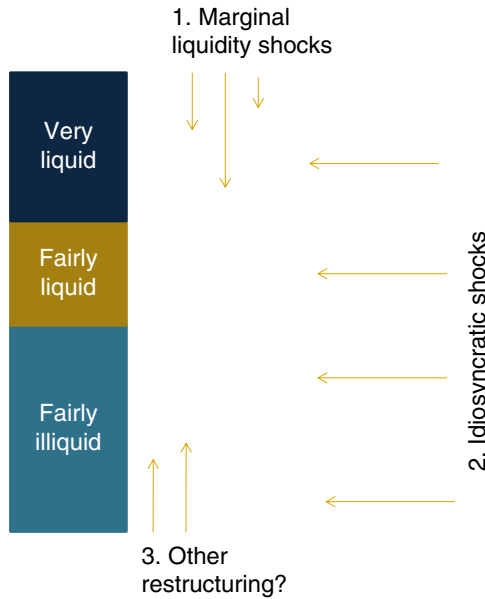 1. Marginal
liquidity shocks
Very
liquid
Fairly
liquid
Fairly
illiquid
2. Idiosyncratic shocks
3. Other
restructuring?